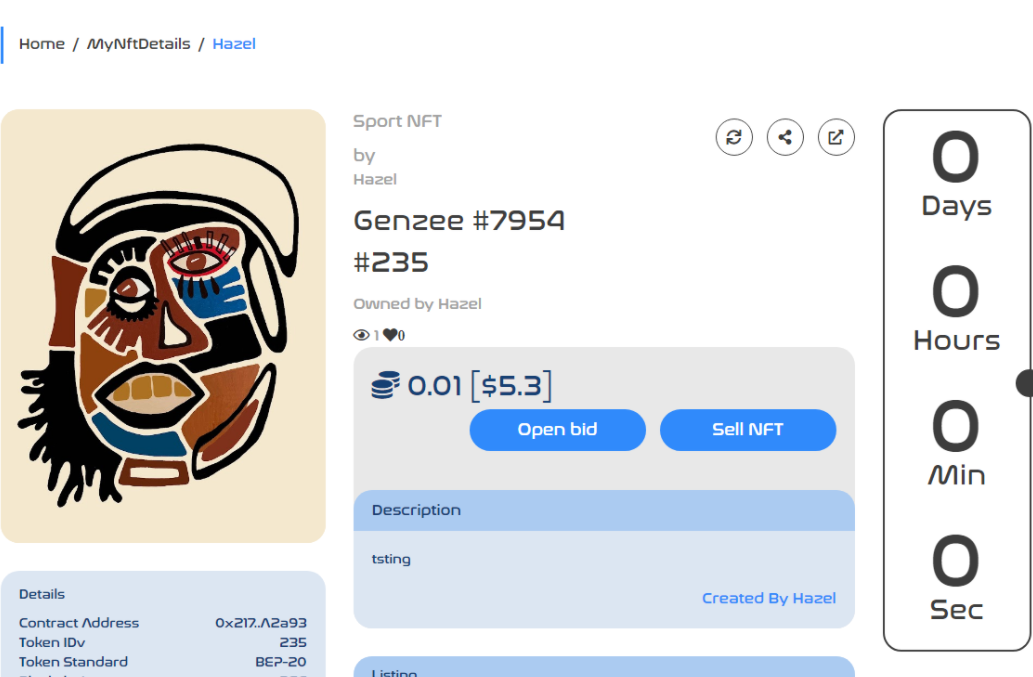 Home / MyNftDetails / Hazel
Sport NFT
by
Hazel
Genzee #7954
#235
Owned by Hazel
1 0
0.01 [$5.3]
Open bid Sell NFT
Description
tsting
Created By Hazel
Listing
Details
Contract Address 0x217..A2a93
Token IDv 235
Token Standard BEP-20
0
Days
0
Hours
0
Min
0
Sec